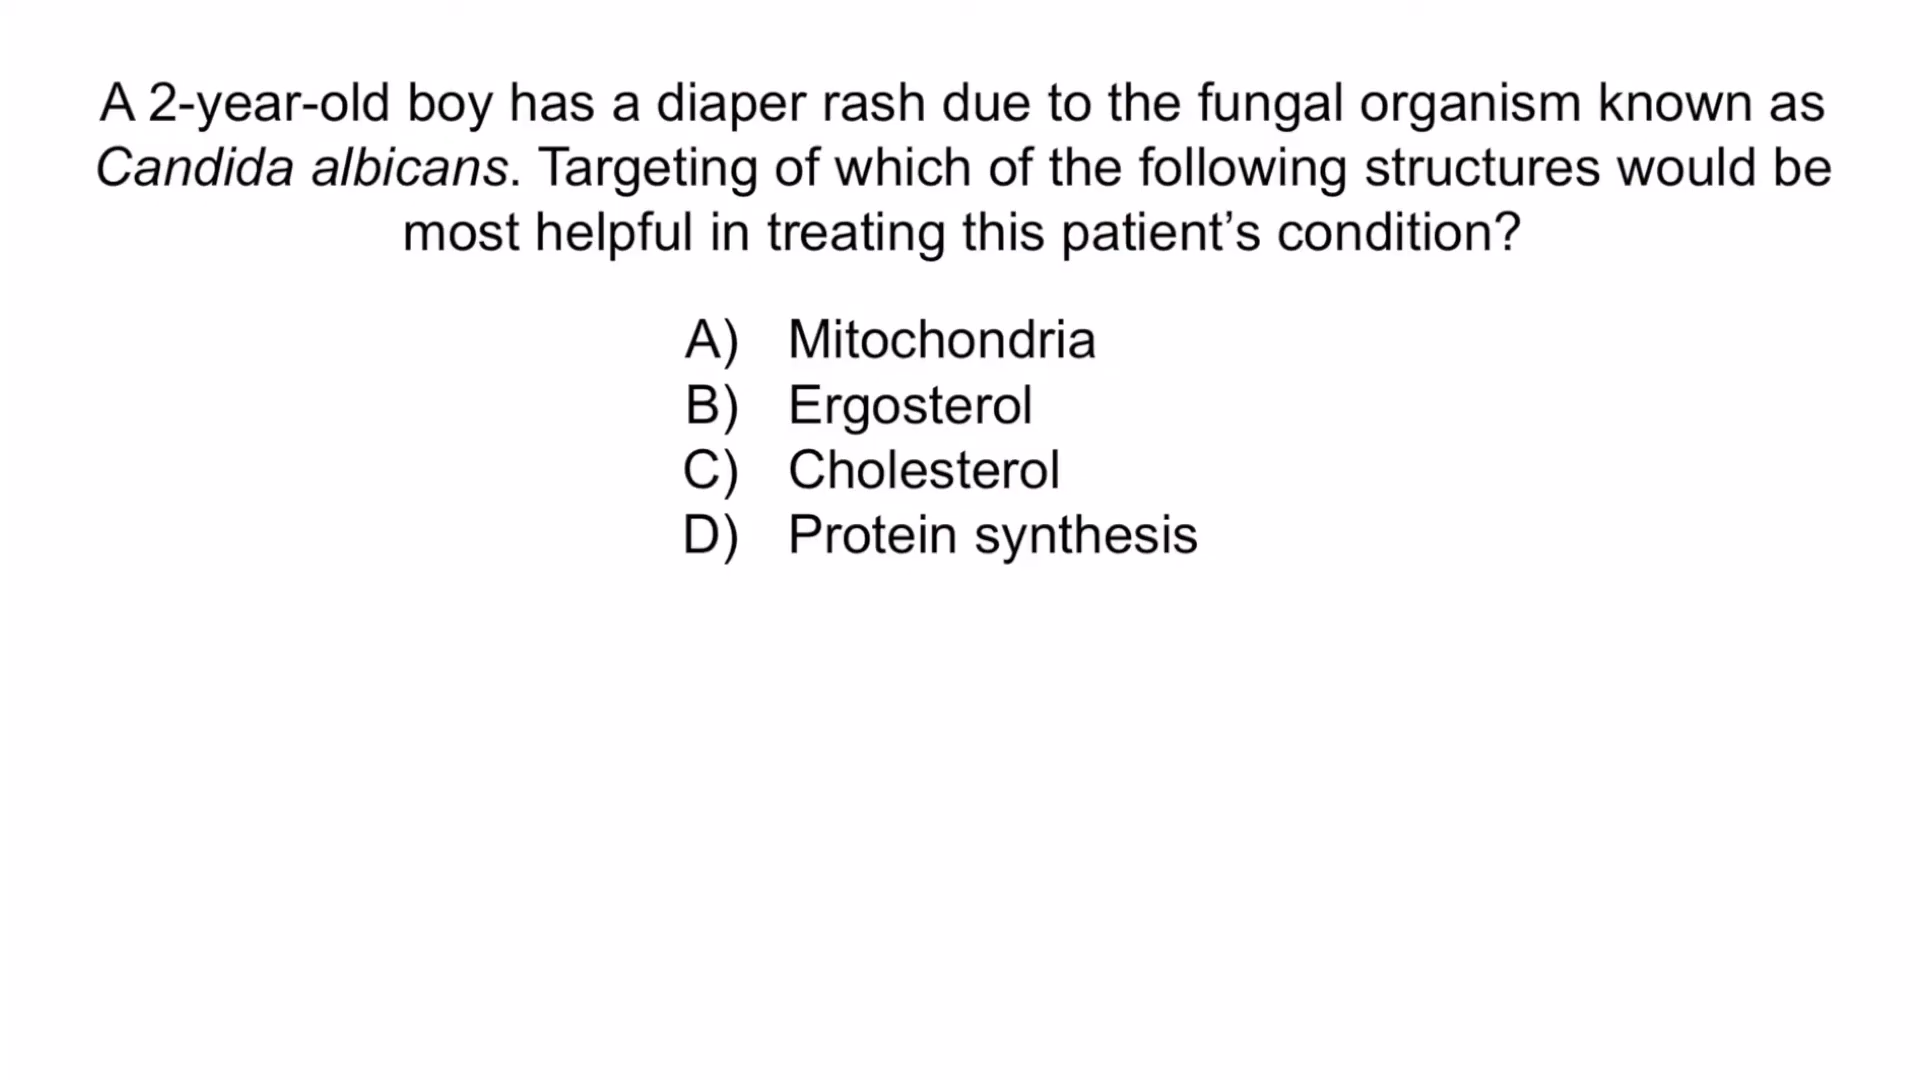 A 2-year-old boy has a diaper rash due to the fungal organism known as
Candida albicans. Targeting of which of the following structures would be
most helpful in treating this patient’s condition?
A) Mitochondria
B) Ergosterol
C) Cholesterol
D) Protein synthesis